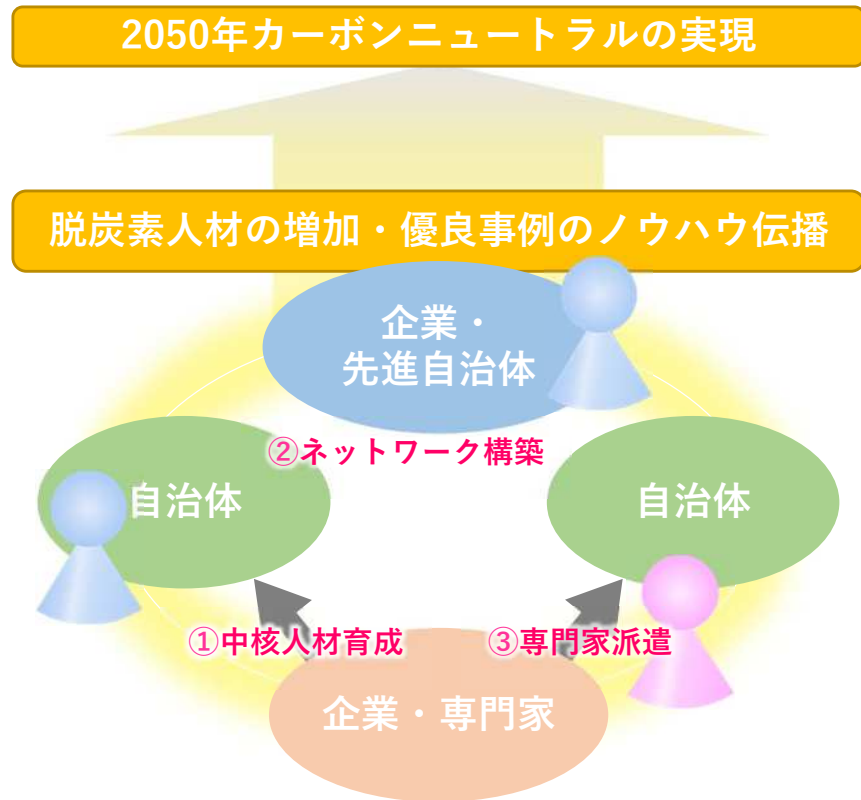 2050年カーボンニュートラルの実現
脱炭素人材の増加・優良事例のノウハウ伝播
企業・
先進自治体
②ネットワーク構築
自治体
自治体
①中核人材育成
③専門家派遣
企業・専門家